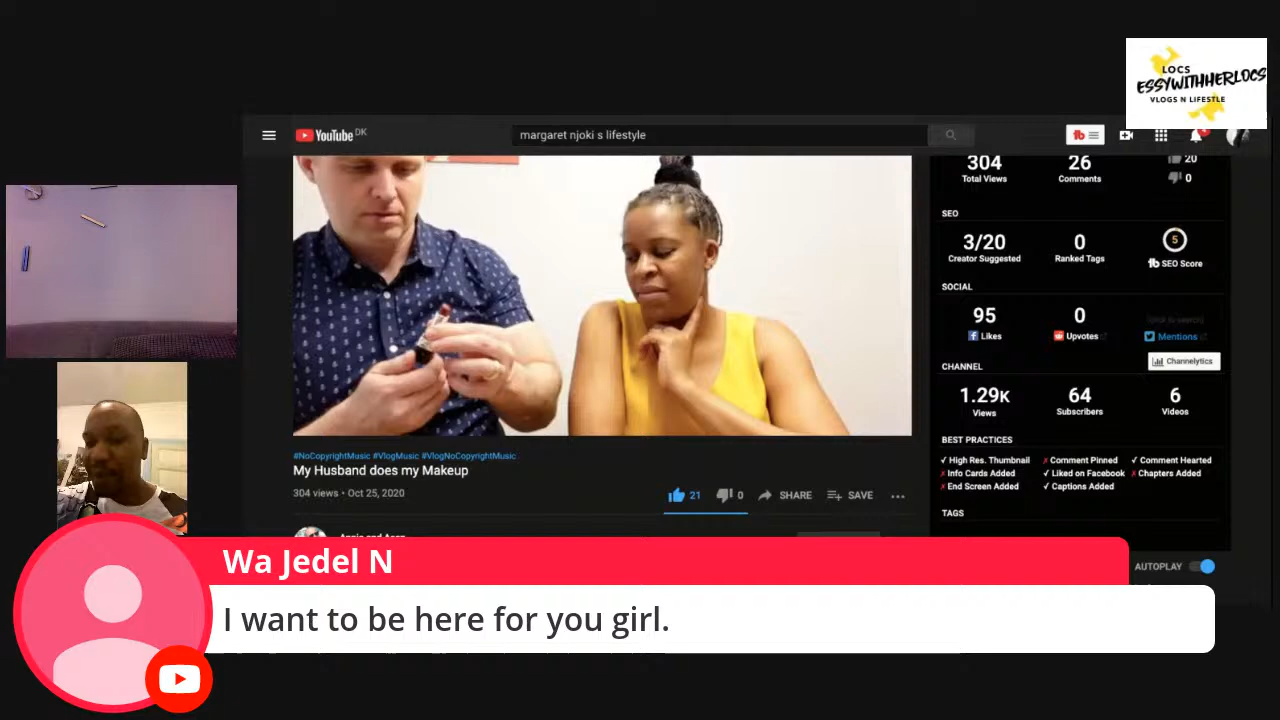 LOCS
ESSYWITHHERLOCS
VLOGS N LIFESTLE
YouTube DK
margaret njoki s lifestyle
304
Total Views
26
Comments
20
0
SEO
3/20
Creator Suggested
0
Ranked Tags
5
tb SEO Score
SOCIAL
95
Likes
0
Upvotes
Mentions
Channelytics
CHANNEL
1.29K
Views
64
Subscribers
6
Videos
BEST PRACTICES
✓ High Res. Thumbnail
✗ Comment Pinned
✓ Comment Hearted
✗ Info Cards Added
✓ Liked on Facebook
✗ Chapters Added
✗ End Screen Added
✓ Captions Added
TAGS
#NoCopyrightMusic #VlogMusic #VlogNoCopyrightMusic
My Husband does my Makeup
304 views • Oct 25, 2020
21
0
SHARE
SAVE
AUTOPLAY
Wa Jedel N
I want to be here for you girl.